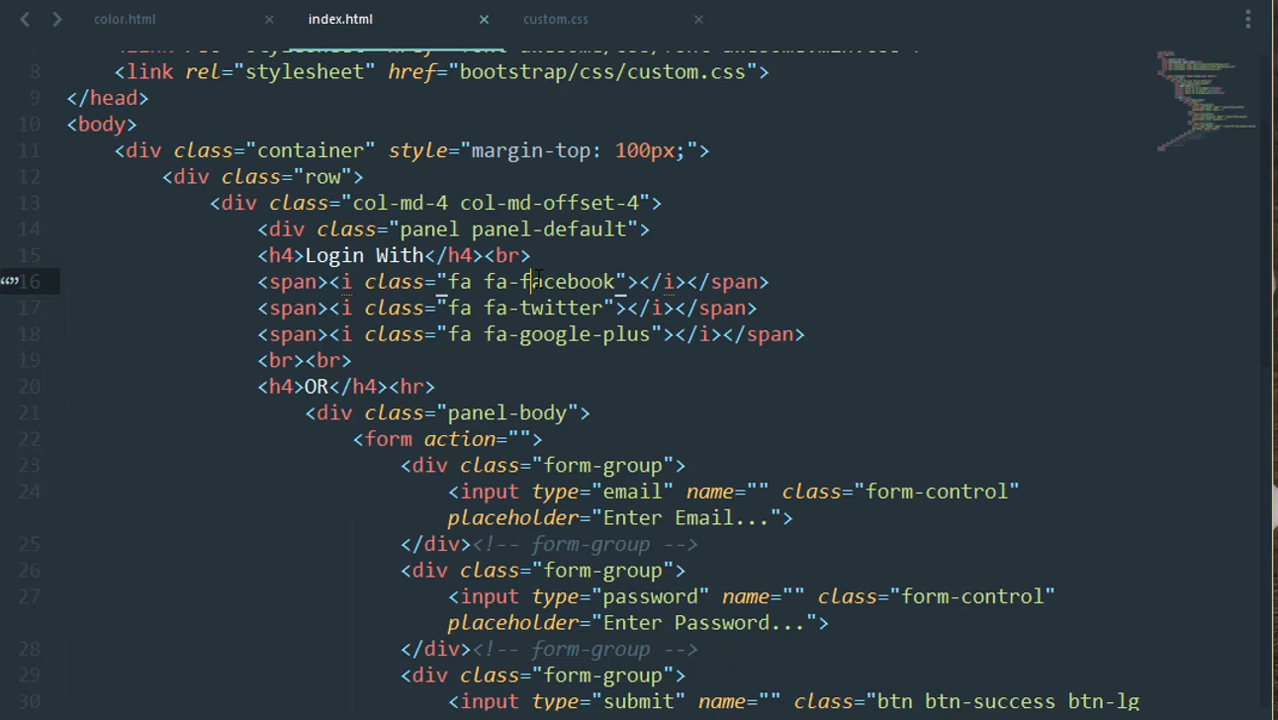 color.html index.html custom.css
8 <link rel="stylesheet" href="bootstrap/css/custom.css">
9 </head>
10 <body>
11 <div class="container" style="margin-top: 100px;">
12 <div class="row">
13 <div class="col-md-4 col-md-offset-4">
14 <div class="panel panel-default">
15 <h4>Login With</h4><br>
16 <span><i class="fa fa-facebook"></i></span>
17 <span><i class="fa fa-twitter"></i></span>
18 <span><i class="fa fa-google-plus"></i></span>
19 <br><br>
20 <h4>OR</h4><hr>
21 <div class="panel-body">
22 <form action="">
23 <div class="form-group">
24 <input type="email" name="" class="form-control"
placeholder="Enter Email...">
25 </div><!-- form-group -->
26 <div class="form-group">
27 <input type="password" name="" class="form-control"
placeholder="Enter Password...">
28 </div><!-- form-group -->
29 <div class="form-group">
30 <input type="submit" name="" class="btn btn-success btn-lg